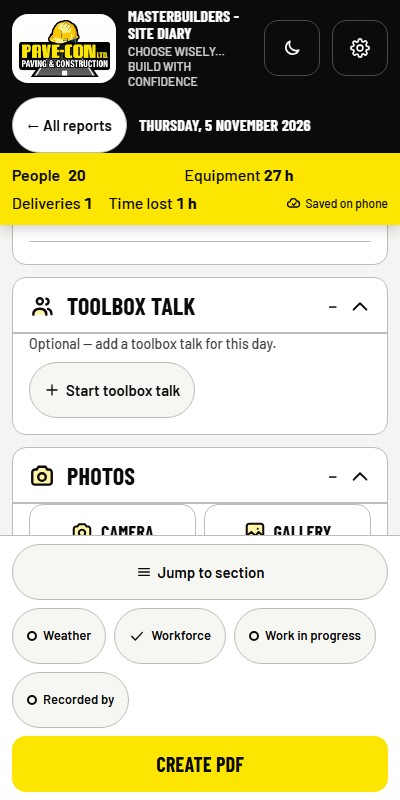 PAVE-CON LTD.
PAVING & CONSTRUCTION
MASTERBUILDERS – SITE DIARY
CHOOSE WISELY... BUILD WITH CONFIDENCE
← All reports
THURSDAY, 5 NOVEMBER 2026
People 20
Equipment 27 h
Deliveries 1
Time lost 1 h
Saved on phone
TOOLBOX TALK
–
Optional – add a toolbox talk for this day.
+ Start toolbox talk
PHOTOS
–
CAMERA
GALLERY
Jump to section
Weather
Workforce
Work in progress
Recorded by
CREATE PDF